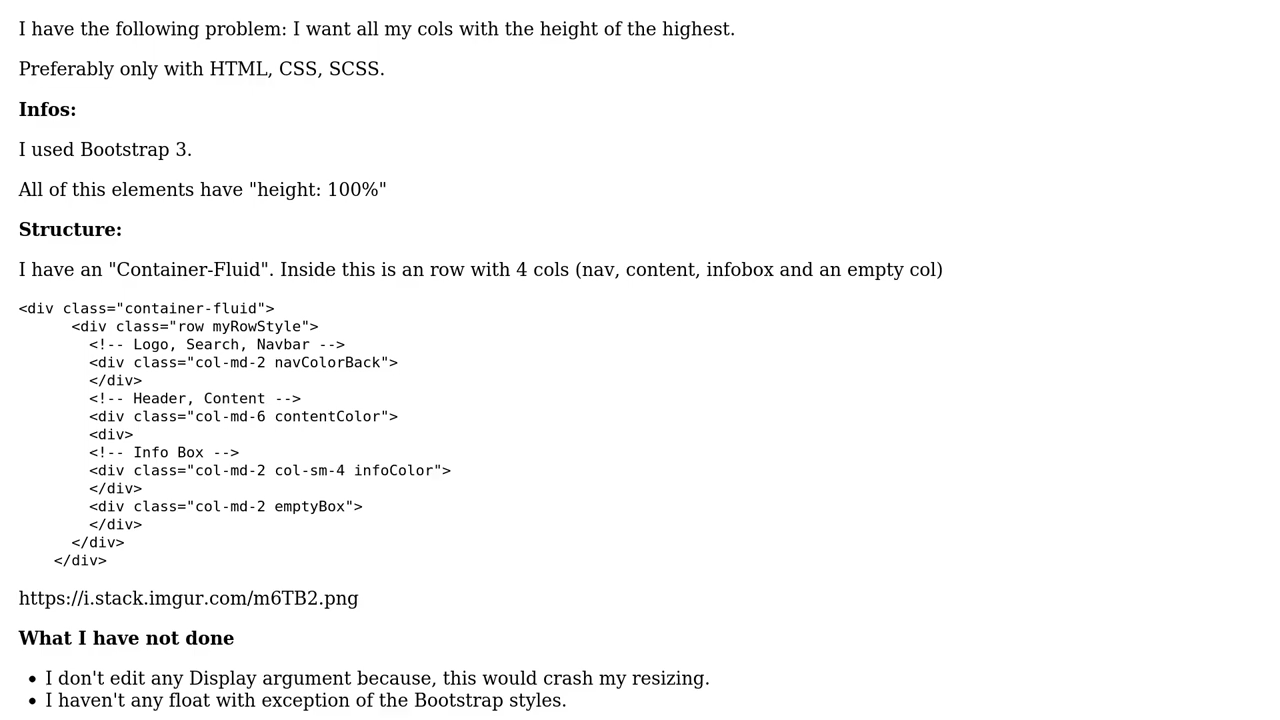 I have the following problem: I want all my cols with the height of the highest.
Preferably only with HTML, CSS, SCSS.
Infos:
I used Bootstrap 3.
All of this elements have "height: 100%"
Structure:
I have an "Container-Fluid". Inside this is an row with 4 cols (nav, content, infobox and an empty col)
<div class="container-fluid">
      <div class="row myRowStyle">
        <!-- Logo, Search, Navbar -->
        <div class="col-md-2 navColorBack">
        </div>
        <!-- Header, Content -->
        <div class="col-md-6 contentColor">
        <div>
        <!-- Info Box -->
        <div class="col-md-2 col-sm-4 infoColor">
        </div>
        <div class="col-md-2 emptyBox">
        </div>
      </div>
    </div>
https://i.stack.imgur.com/m6TB2.png
What I have not done
• I don't edit any Display argument because, this would crash my resizing.
• I haven't any float with exception of the Bootstrap styles.